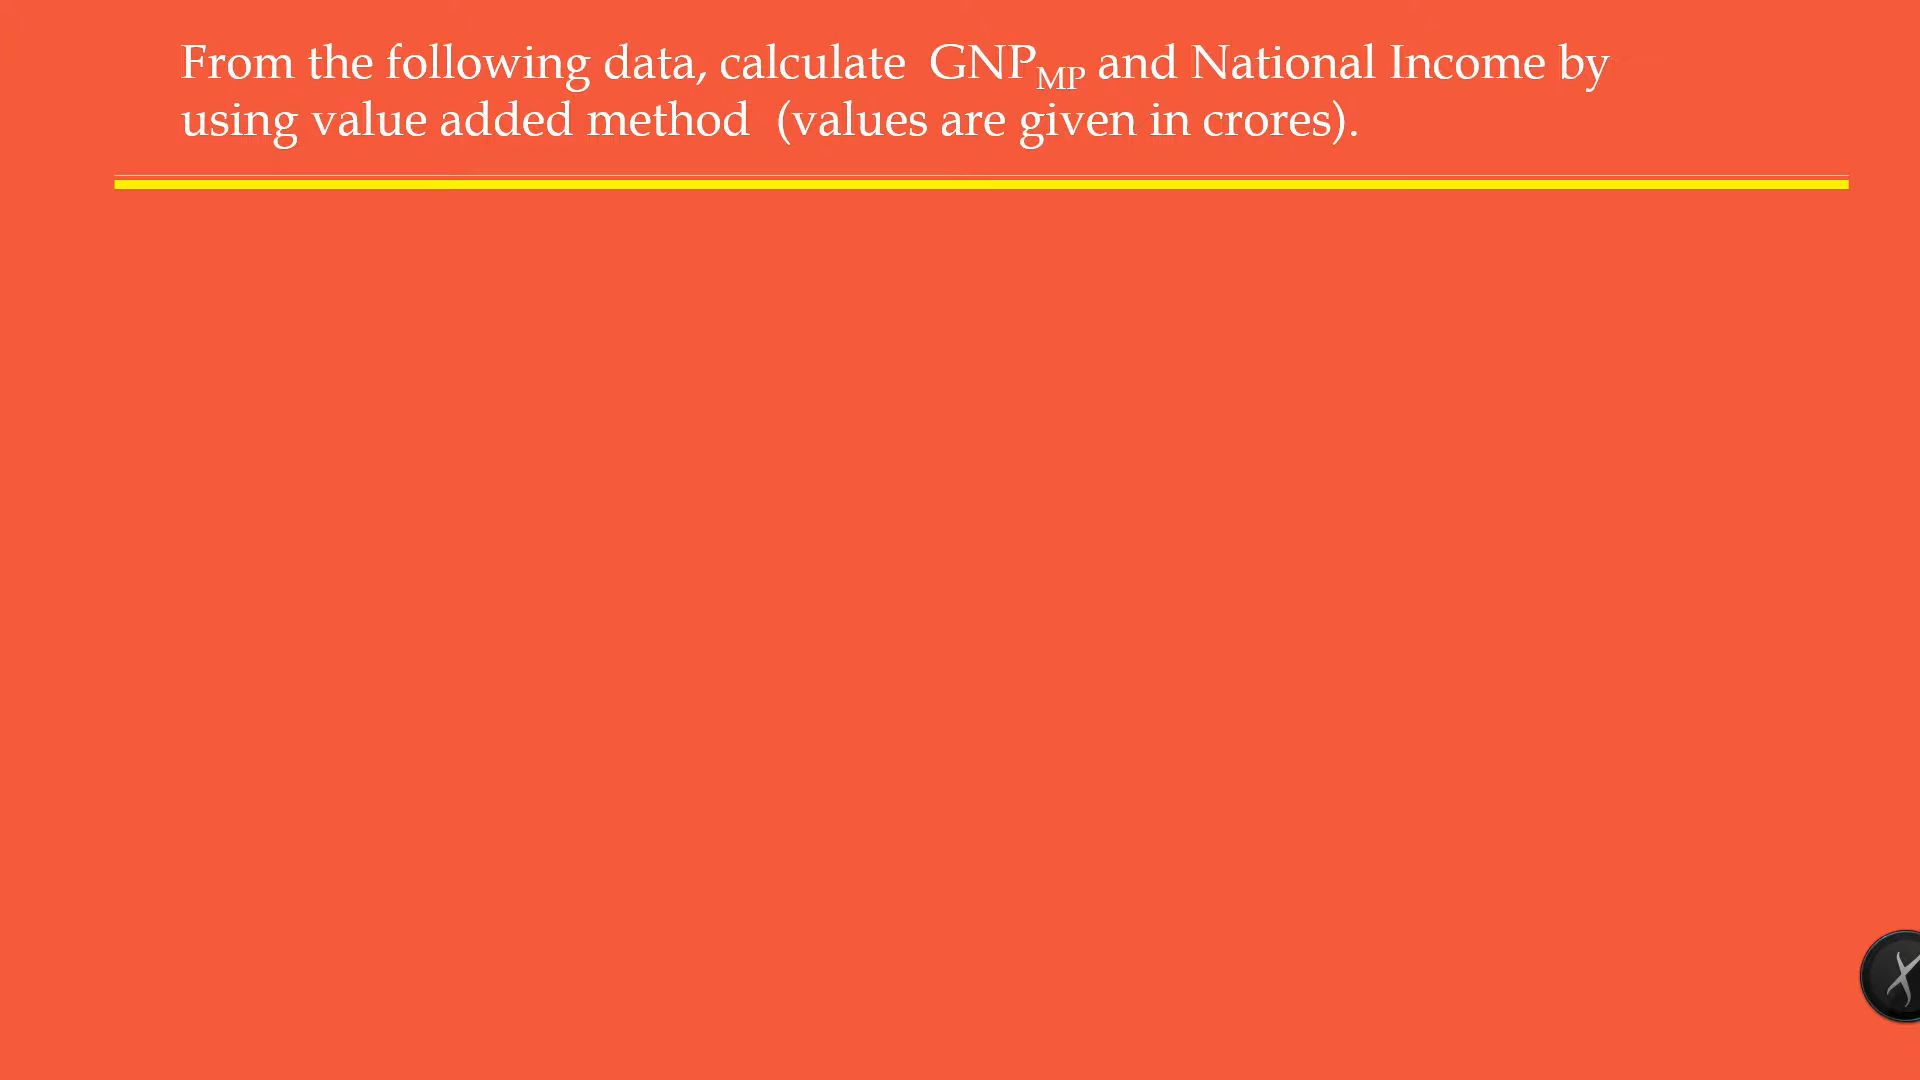 From the following data, calculate GNPMP and National Income by
using value added method (values are given in crores).